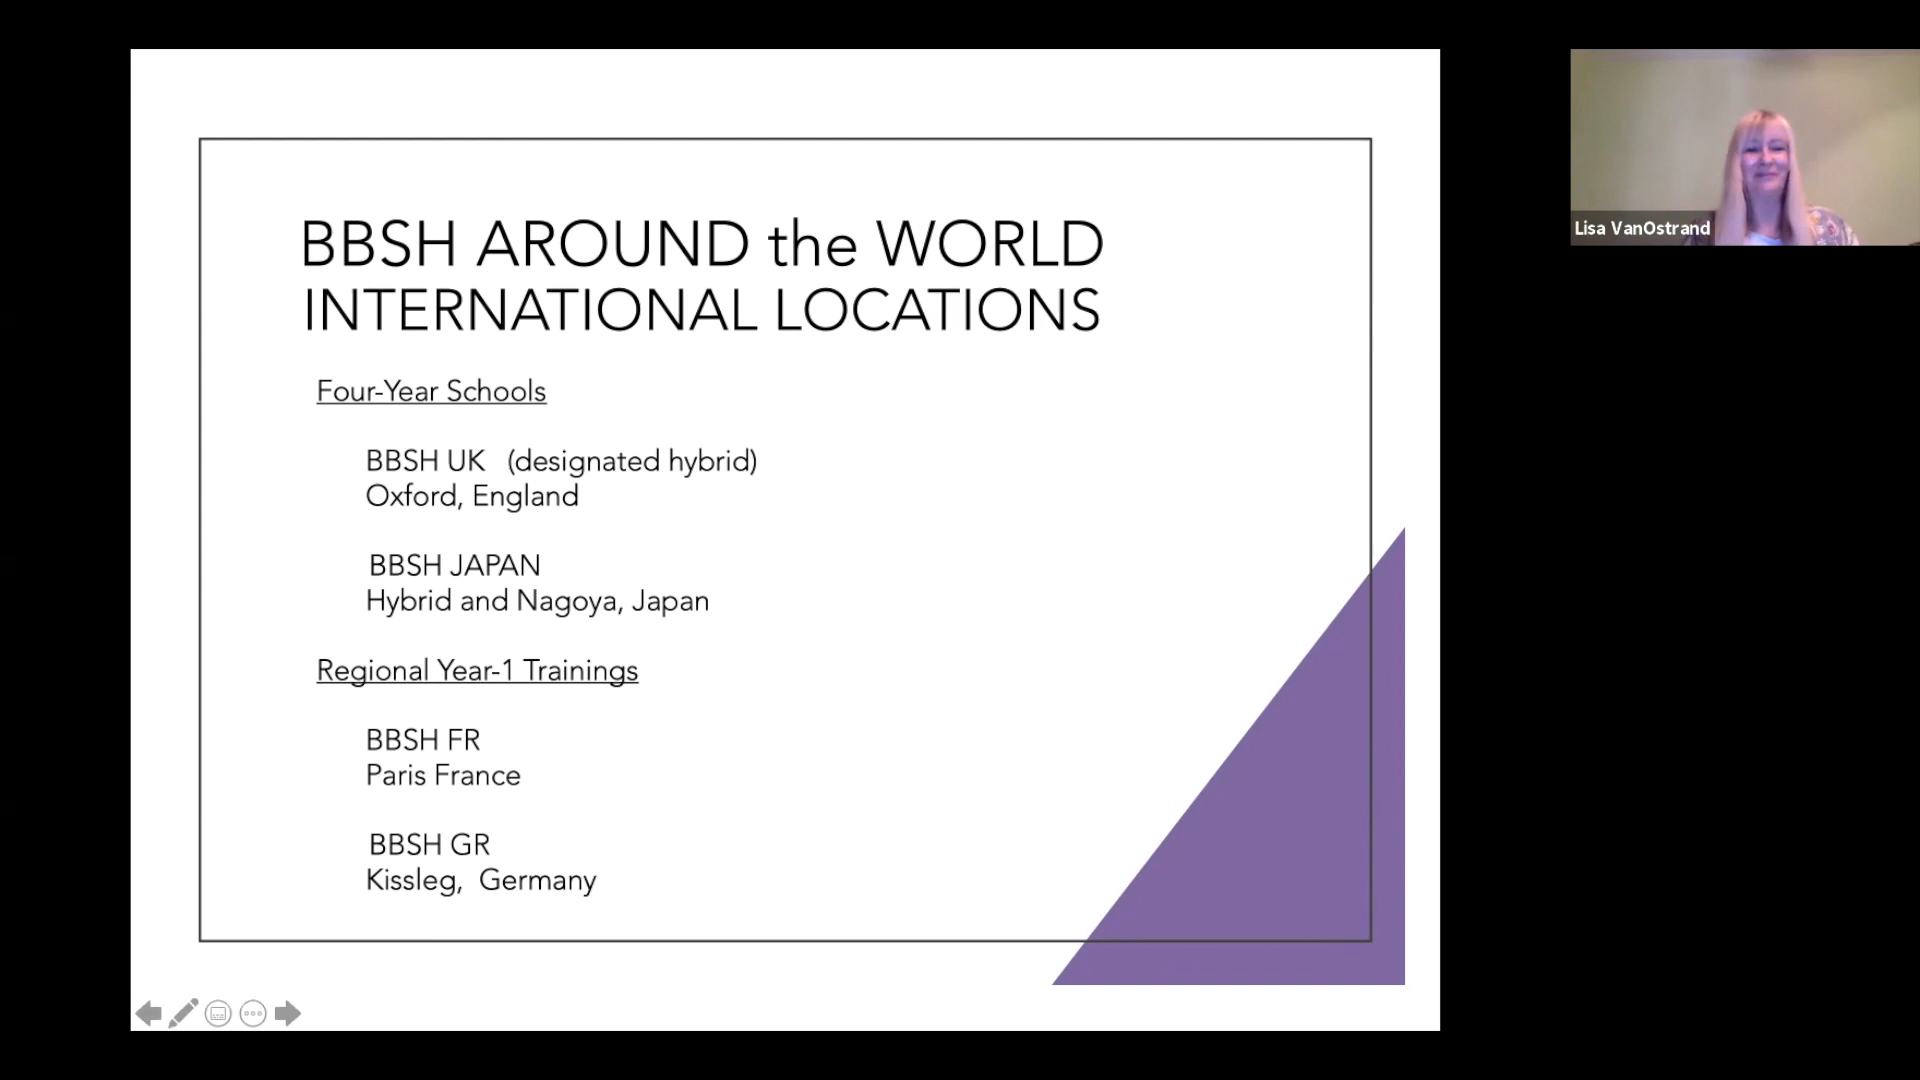 BBSH AROUND the WORLD
INTERNATIONAL LOCATIONS
Four-Year Schools
BBSH UK (designated hybrid)
Oxford, England
BBSH JAPAN
Hybrid and Nagoya, Japan
Regional Year-1 Trainings
BBSH FR
Paris France
BBSH GR
Kissleg, Germany
Lisa VanOstrand